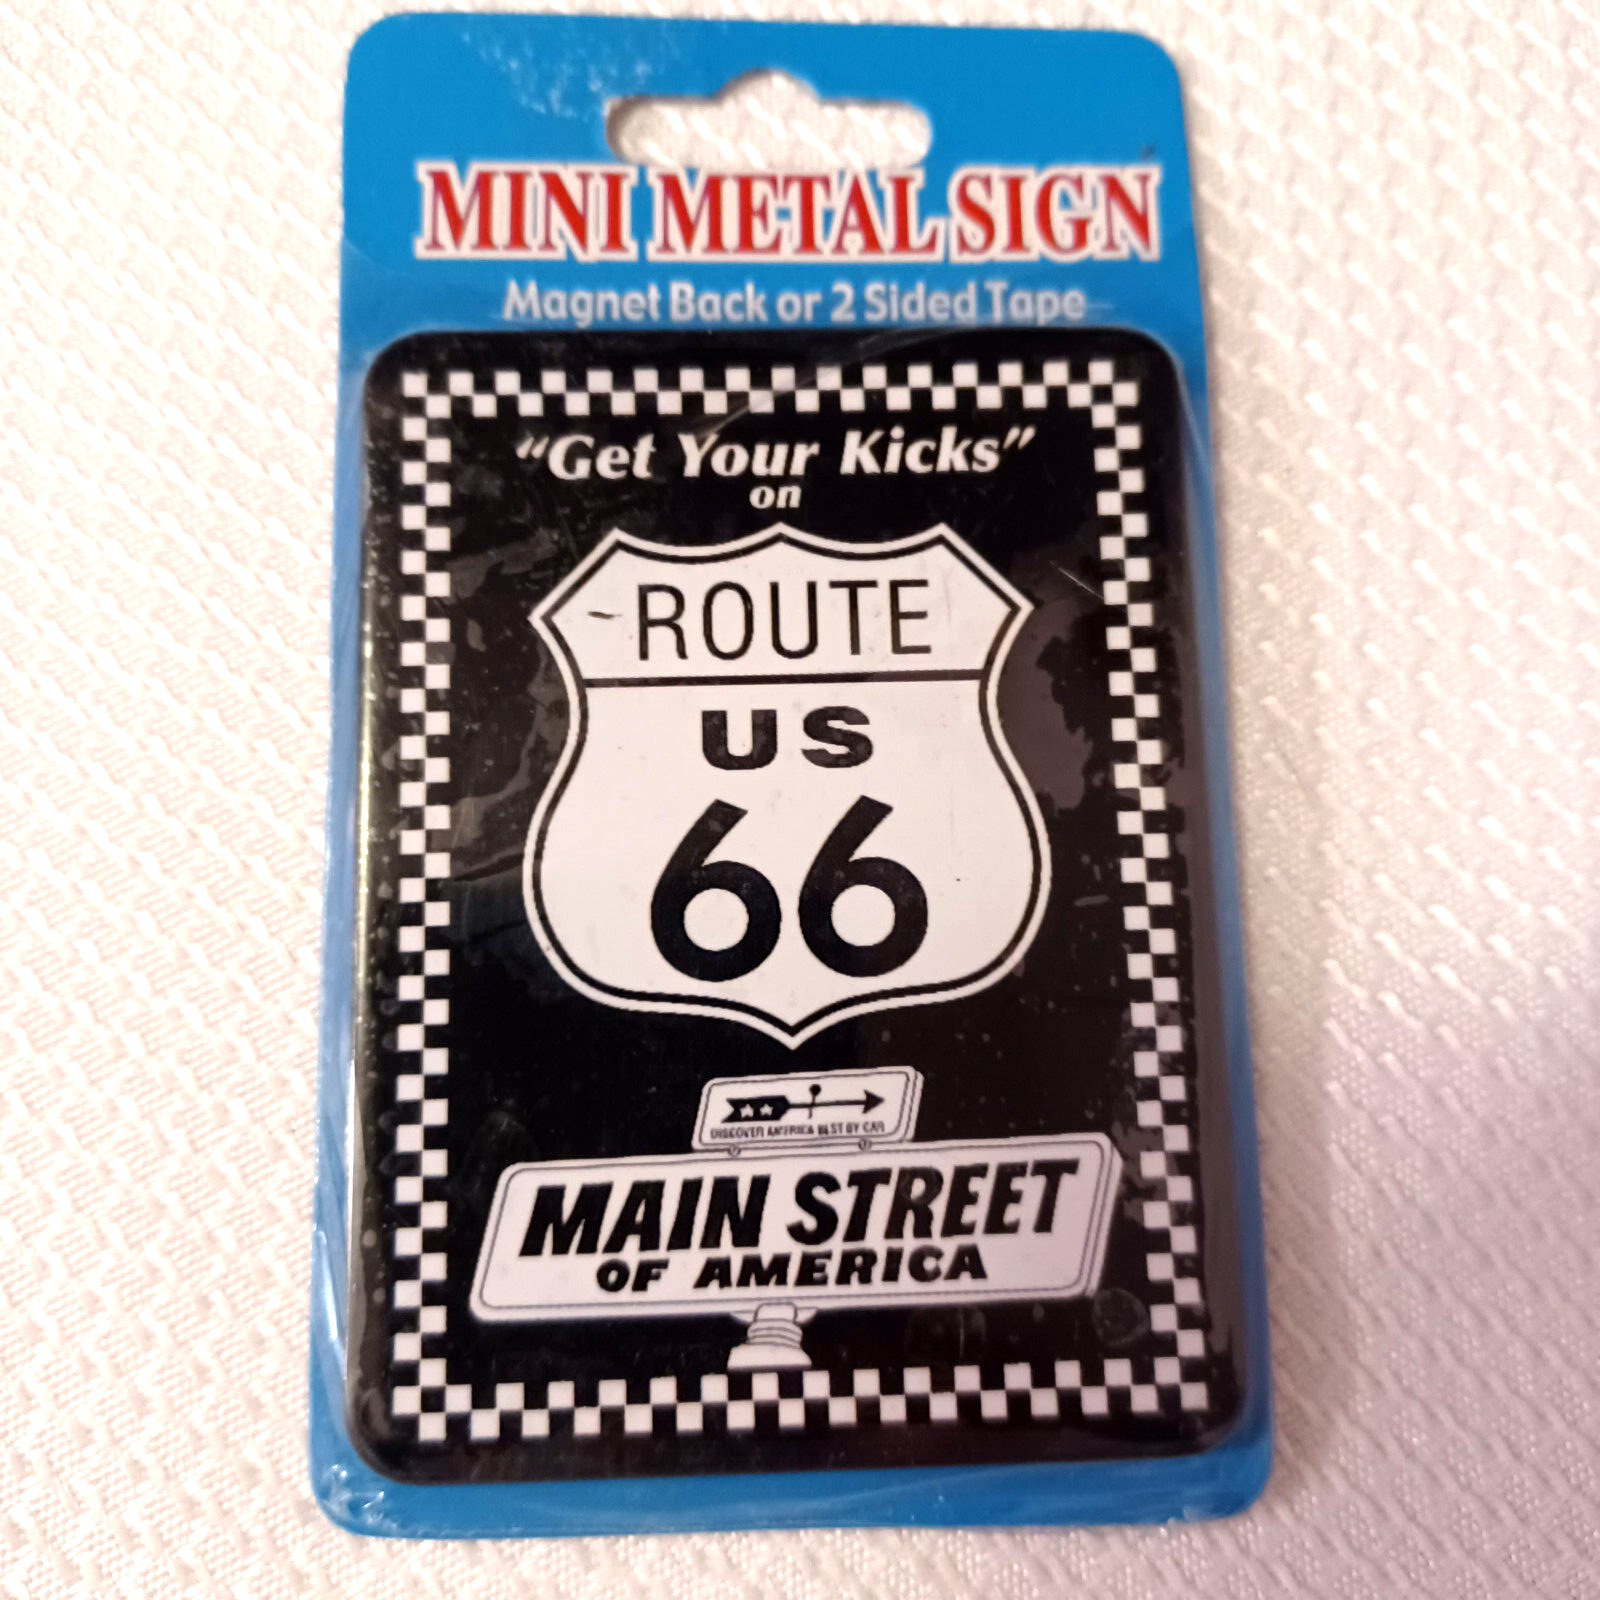 MINI METAL SIGN
Magnet Back or 2 Sided Tape
"Get Your Kicks"
on
ROUTE
US
66
DISCOVER AMERICA BEST BY CAR
MAIN STREET
OF AMERICA